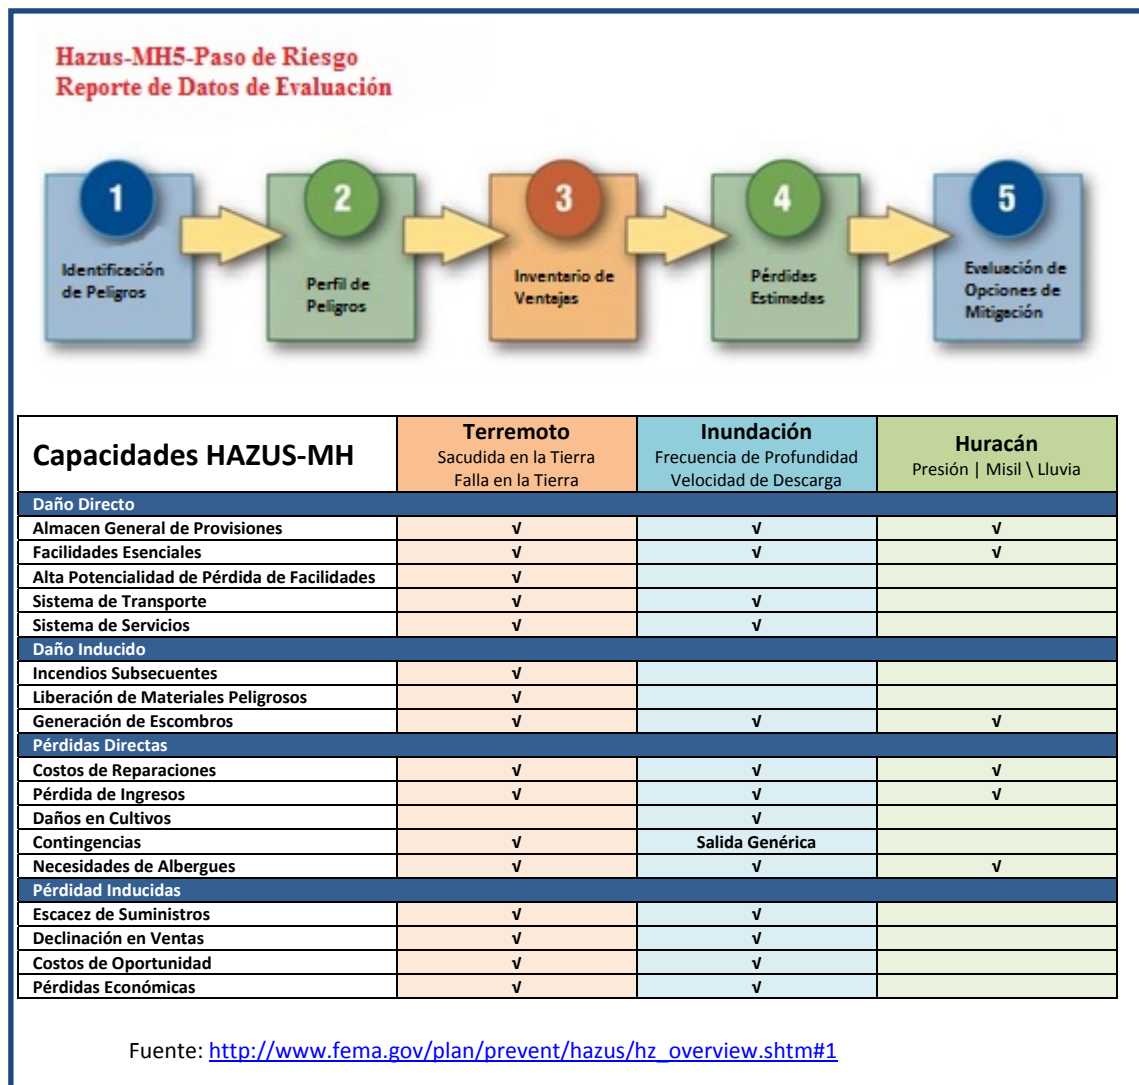 Hazus-MH5-Paso de Riesgo
Reporte de Datos de Evaluación
1
Identificación
de Peligros
2
Perfil de
Peligros
3
Inventario de
Ventajas
4
Pérdidas
Estimadas
5
Evaluación de
Opciones de
Mitigación
Capacidades HAZUS-MH
Terremoto
Sacudida en la Tierra
Falla en la Tierra
Inundación
Frecuencia de Profundidad
Velocidad de Descarga
Huracán
Presión | Misil \ Lluvia
Daño Directo
Almacen General de Provisiones √ √ √
Facilidades Esenciales √ √ √
Alta Potencialidad de Pérdida de Facilidades √
Sistema de Transporte √ √
Sistema de Servicios √ √
Daño Inducido
Incendios Subsecuentes √
Liberación de Materiales Peligrosos √
Generación de Escombros √ √ √
Pérdidas Directas
Costos de Reparaciones √ √ √
Pérdida de Ingresos √ √ √
Daños en Cultivos √
Contingencias √ Salida Genérica
Necesidades de Albergues √ √ √
Pérdidad Inducidas
Escacez de Suministros √ √
Declinación en Ventas √ √
Costos de Oportunidad √ √
Pérdidas Económicas √ √
Fuente: http://www.fema.gov/plan/prevent/hazus/hz_overview.shtm#1